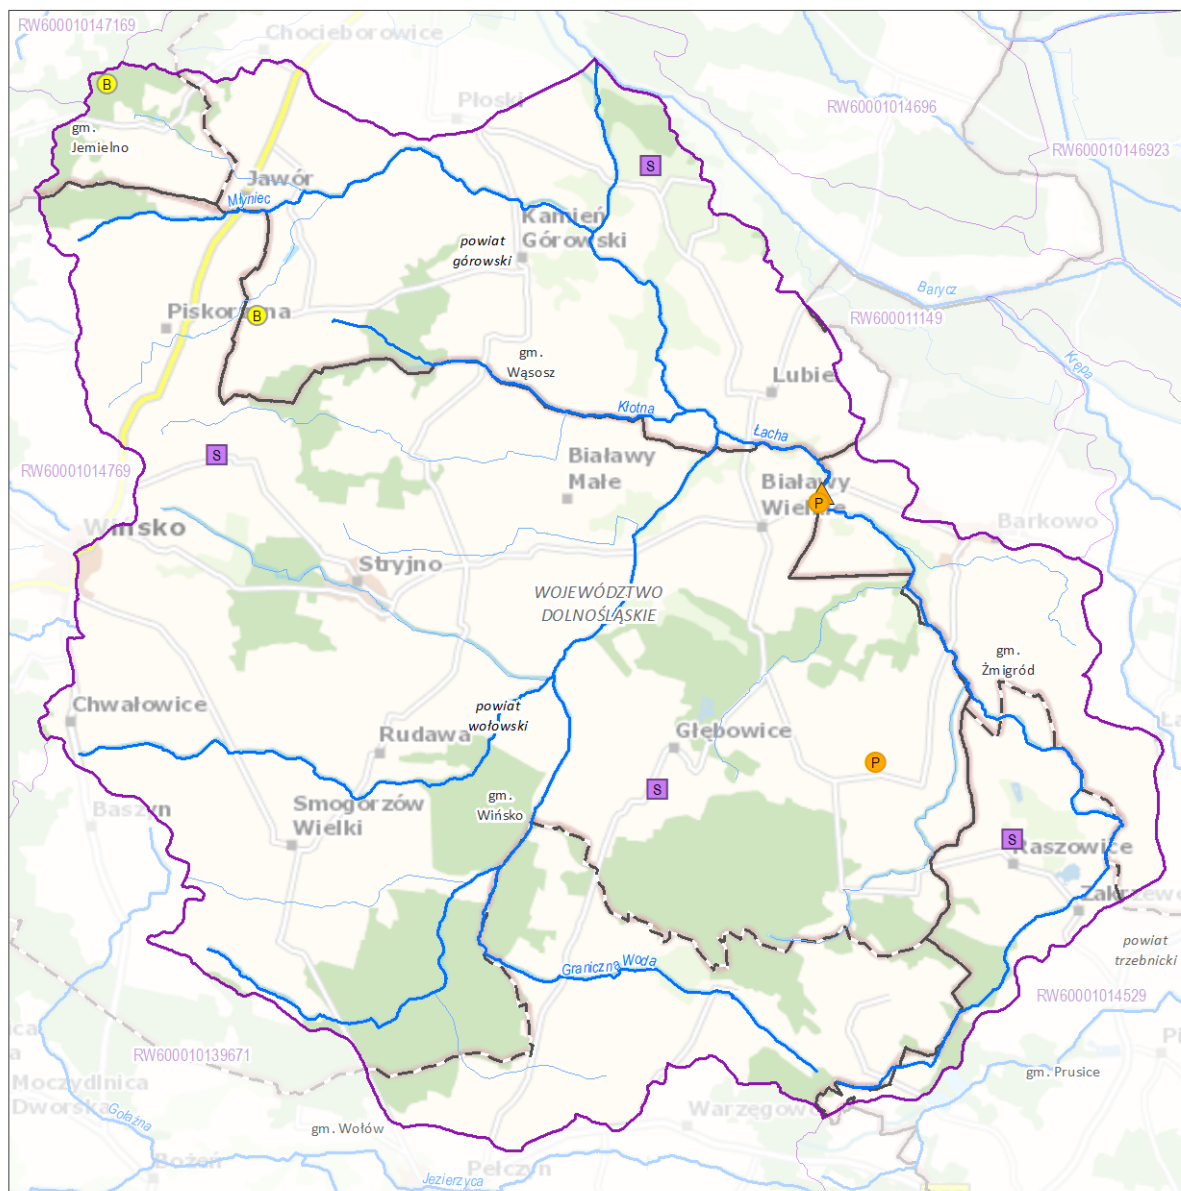 RW600010147169
Chocieborowice
B
Płoski
RW60001014696
gm.
Jemielno
RW600010146923
S
Jawór
Młyniec
Kamień
Górowski
powiat
górowski
Barycz
Piskorzyna
B
RW600011149
gm.
Wąsosz
Krępa
Lubiel
Kłotna
Łacha
RW60001014769
S
Białawy
Małe
Białawy
Wielkie
P
Wińsko
Barkowo
Stryjno
WOJEWÓDZTWO
DOLNOŚLĄSKIE
gm.
Żmigród
Chwałowice
powiat
wołowski
Rudawa
Głębowice
P
S
gm.
Wińsko
Smogorzów
Wielki
Baszyn
S
Raszowice
Zakrzewo
powiat
trzebnicki
Graniczna Woda
RW60001014529
RW600010139671
Moczydlnica
Dworska
gm. Prusice
Gołaźna
gm. Wołów
Warzęgowo
Bożeń
Pełczyn
Jezierzyca